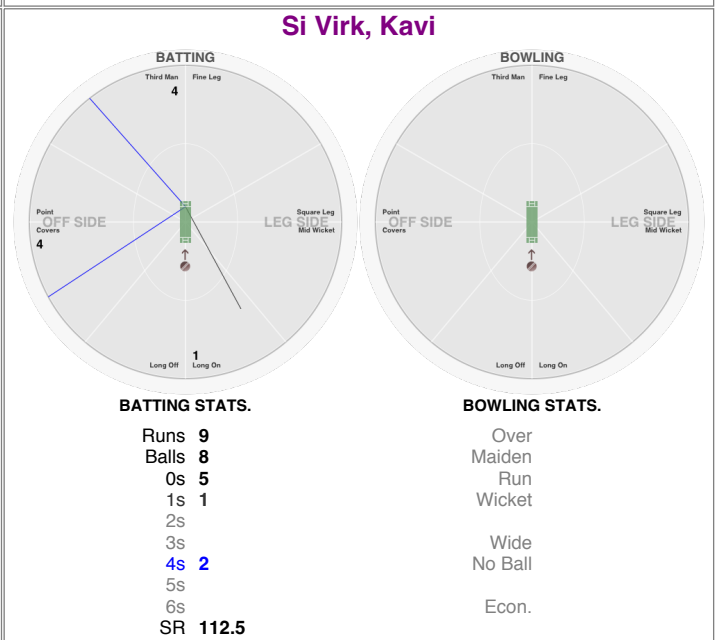 Si Virk, Kavi
BATTING
Third Man Fine Leg
4
Point
OFF SIDE
Covers
4
Square Leg
LEG SIDE
Mid Wicket
1
Long Off Long On
BATTING STATS.
Runs 9
Balls 8
0s 5
1s 1
2s
3s
4s 2
5s
6s
SR 112.5
BOWLING
Third Man Fine Leg
Point
OFF SIDE
Covers
Square Leg
LEG SIDE
Mid Wicket
Long Off Long On
BOWLING STATS.
Over
Maiden
Run
Wicket
Wide
No Ball
Econ.